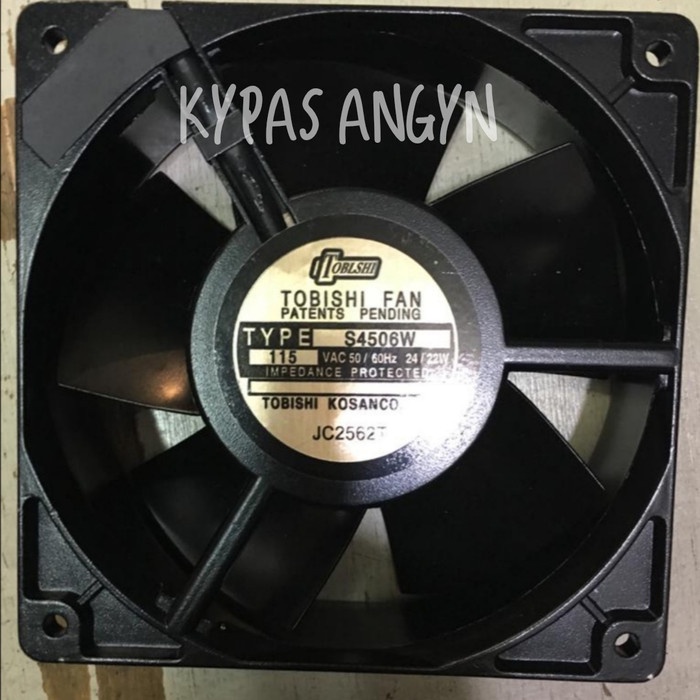 KYPAS ANGYN
TOBLSHI
TOBISHI FAN
PATENTS PENDING
TYPE S4506W
115 VAC 50 / 60Hz 24 / 22W
IMPEDANCE PROTECTED
TOBISHI KOSANCO
JC2562T